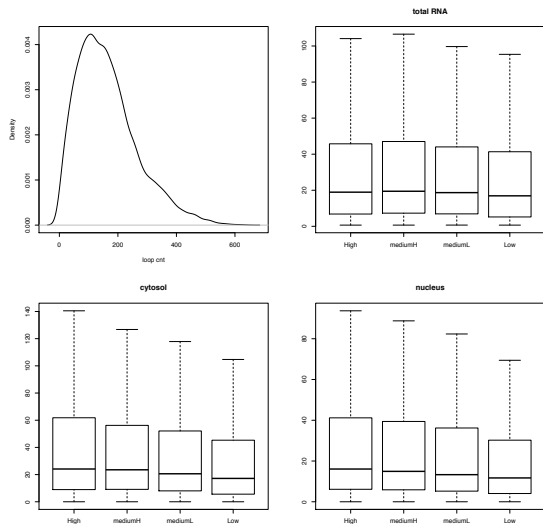 total RNA
0.004
0.003
0.002
0.001
0.000
Density
0
200
400
600
loop cnt
100
80
60
40
20
0
High
mediumH
mediumL
Low
cytosol
140
120
100
80
60
40
20
0
High
mediumH
mediumL
Low
nucleus
80
60
40
20
0
High
mediumH
mediumL
Low